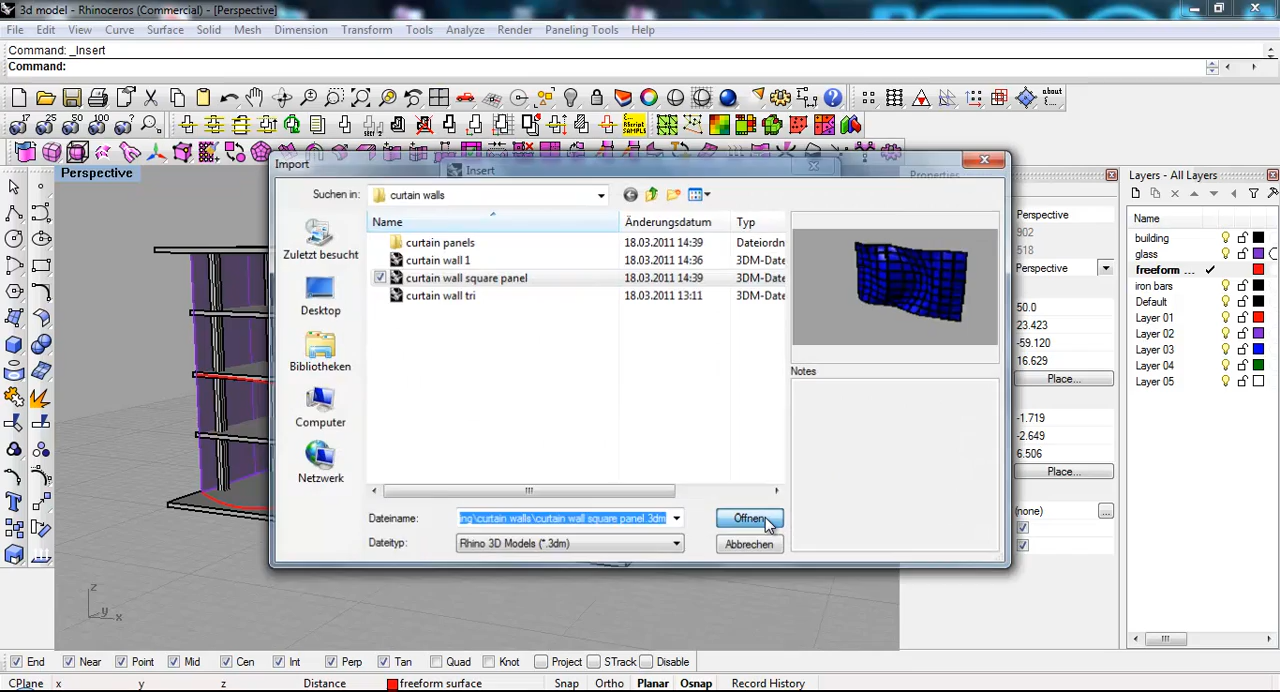 3d model - Rhinoceros (Commercial) - [Perspective]
File Edit View Curve Surface Solid Mesh Dimension Transform Tools Analyze Render Paneling Tools Help
Command: _Insert
Command:
Perspective
Import
Insert
Properties
Layers - All Layers
Suchen in:
curtain walls
Name
Änderungsdatum
Typ
Zuletzt besucht
Desktop
Bibliotheken
Computer
Netzwerk
curtain panels 18.03.2011 14:39 Dateiordn
curtain wall 1 18.03.2011 14:36 3DM-Date
curtain wall square panel 18.03.2011 14:39 3DM-Date
curtain wall tri 18.03.2011 13:11 3DM-Date
Notes
Dateiname:
ng\curtain walls\curtain wall square panel.3dm
Öffnen
Dateityp:
Rhino 3D Models (*.3dm)
Abbrechen
Perspective
902
518
Perspective
50.0
23.423
-59.120
16.629
Place...
-1.719
-2.649
6.506
Place...
(none)
...
Name
building
glass
freeform ...
iron bars
Default
Layer 01
Layer 02
Layer 03
Layer 04
Layer 05
z
y
x
End Near Point Mid Cen Int Perp Tan Quad Knot Project STrack Disable
CPlane x y z Distance freeform surface Snap Ortho Planar Osnap Record History